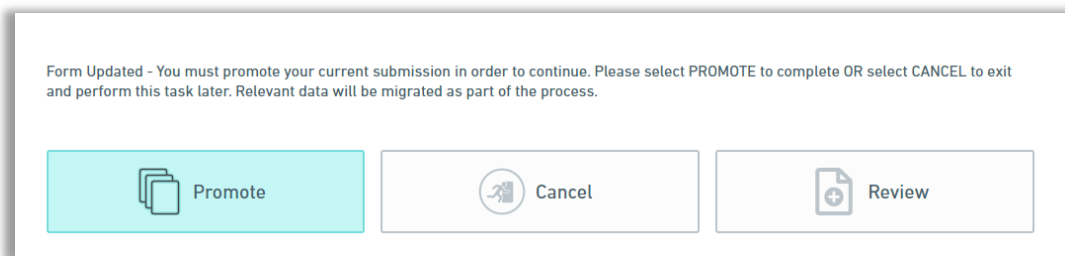 Form Updated - You must promote your current submission in order to continue. Please select PROMOTE to complete OR select CANCEL to exit
and perform this task later. Relevant data will be migrated as part of the process.
Promote
Cancel
Review